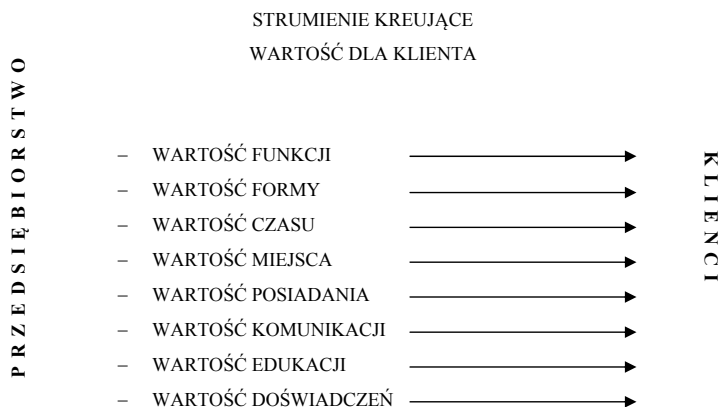 STRUMIENIE KREUJĄCE
WARTOŚĆ DLA KLIENTA
PRZEDSIĘBIORSTWO
– WARTOŚĆ FUNKCJI
– WARTOŚĆ FORMY
– WARTOŚĆ CZASU
– WARTOŚĆ MIEJSCA
– WARTOŚĆ POSIADANIA
– WARTOŚĆ KOMUNIKACJI
– WARTOŚĆ EDUKACJI
– WARTOŚĆ DOŚWIADCZEŃ
KLIENCI